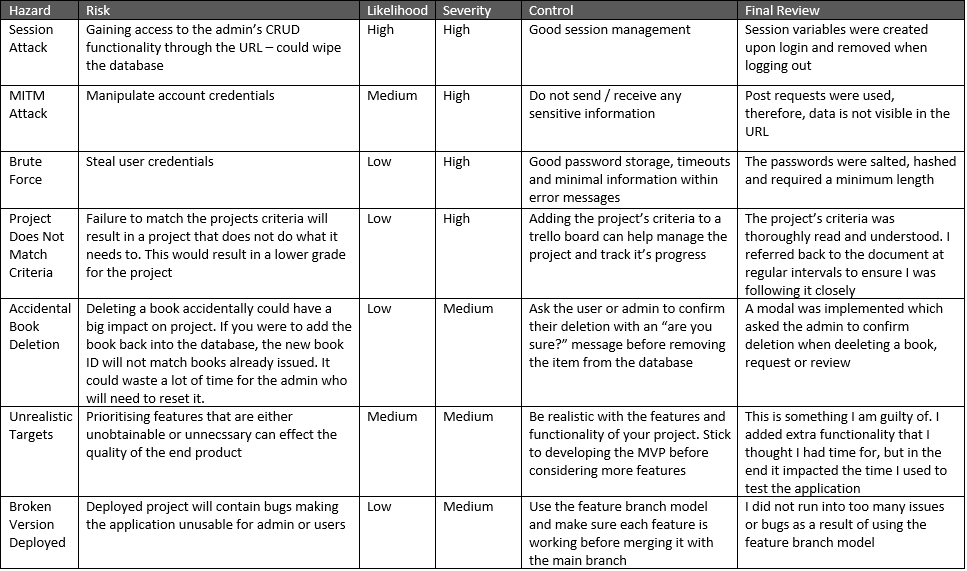 Hazard
Risk
Likelihood
Severity
Control
Final Review
Session
Attack
Gaining access to the admin's CRUD
functionality through the URL – could wipe
the database
High
High
Good session management
Session variables were created
upon login and removed when
logging out
MITM
Attack
Manipulate account credentials
Medium
High
Do not send / receive any
sensitive information
Post requests were used,
therefore, data is not visible in the
URL
Brute
Force
Steal user credentials
Low
High
Good password storage, timeouts
and minimal information within
error messages
The passwords were salted, hashed
and required a minimum length
Project
Does Not
Match
Criteria
Failure to match the projects criteria will
result in a project that does not do what it
needs to. This would result in a lower grade
for the project
Low
High
Adding the project's criteria to a
trello board can help manage the
project and track it's progress
The project's criteria was
thoroughly read and understood. I
referred back to the document at
regular intervals to ensure I was
following it closely
Accidental
Book
Deletion
Deleting a book accidentally could have a
big impact on project. If you were to add the
book back into the database, the new book
ID will not match books already issued. It
could waste a lot of time for the admin who
will need to reset it.
Low
Medium
Ask the user or admin to confirm
their deletion with an “are you
sure?” message before removing
the item from the database
A modal was implemented which
asked the admin to confirm
deletion when deeleting a book,
request or review
Unrealistic
Targets
Prioritising features that are either
unobtainable or unnecssary can effect the
quality of the end product
Medium
Medium
Be realistic with the features and
functionality of your project. Stick
to developing the MVP before
considering more features
This is something I am guilty of. I
added extra functionality that I
thought I had time for, but in the
end it impacted the time I used to
test the application
Broken
Version
Deployed
Deployed project will contain bugs making
the application unusable for admin or users
Low
Medium
Use the feature branch model
and make sure each feature is
working before merging it with
the main branch
I did not run into too many issues
or bugs as a result of using the
feature branch model